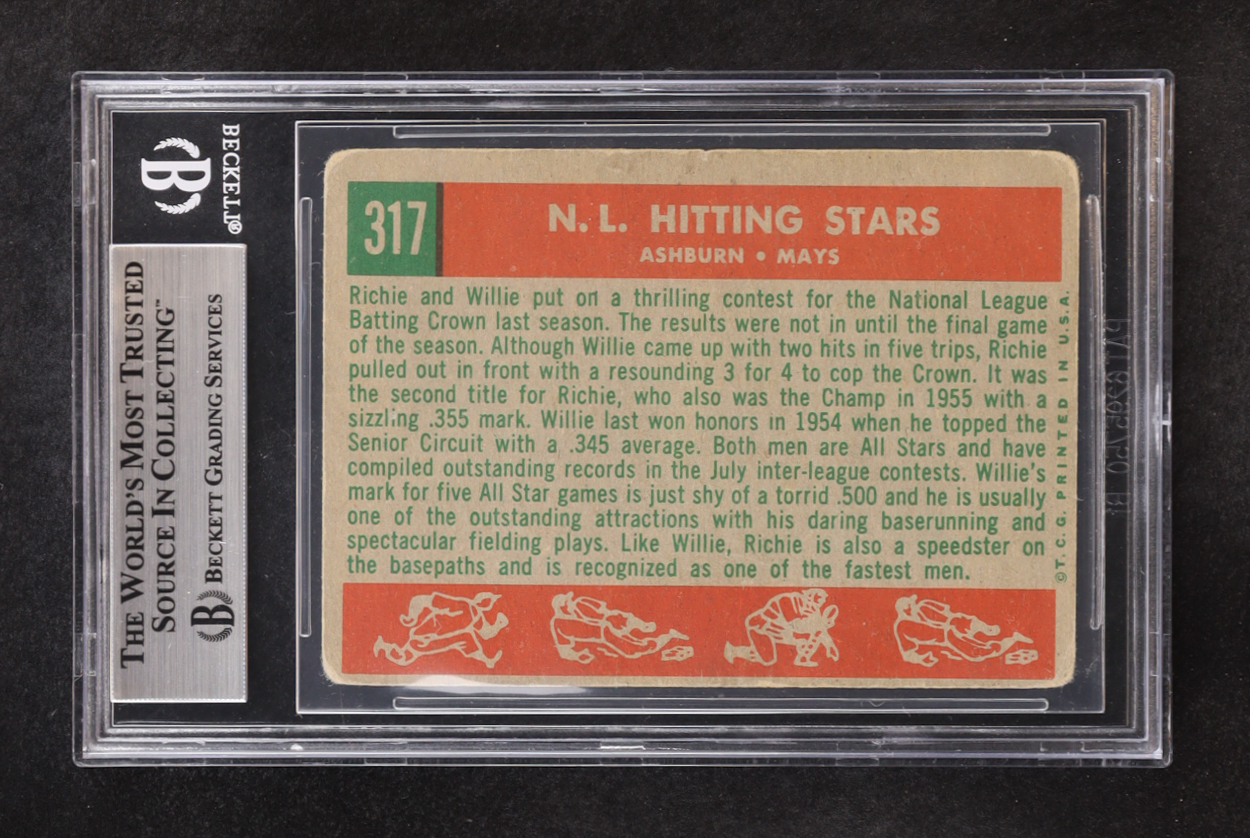 BECKETT®
B
THE WORLD'S MOST TRUSTED
SOURCE IN COLLECTING™
B BECKETT GRADING SERVICES
317
N. L. HITTING STARS
ASHBURN • MAYS
Richie and Willie put on a thrilling contest for the National League
Batting Crown last season. The results were not in until the final game
of the season. Although Willie came up with two hits in five trips, Richie
pulled out in front with a resounding 3 for 4 to cop the Crown. It was
the second title for Richie, who also was the Champ in 1955 with a
sizzling .355 mark. Willie last won honors in 1954 when he topped the
Senior Circuit with a .345 average. Both men are All Stars and have
compiled outstanding records in the July inter-league contests. Willie's
mark for five All Star games is just shy of a torrid .500 and he is usually
one of the outstanding attractions with his daring baserunning and
spectacular fielding plays. Like Willie, Richie is also a speedster on
the basepaths and is recognized as one of the fastest men.
©T. C. G. PRINTED IN U.S.A.